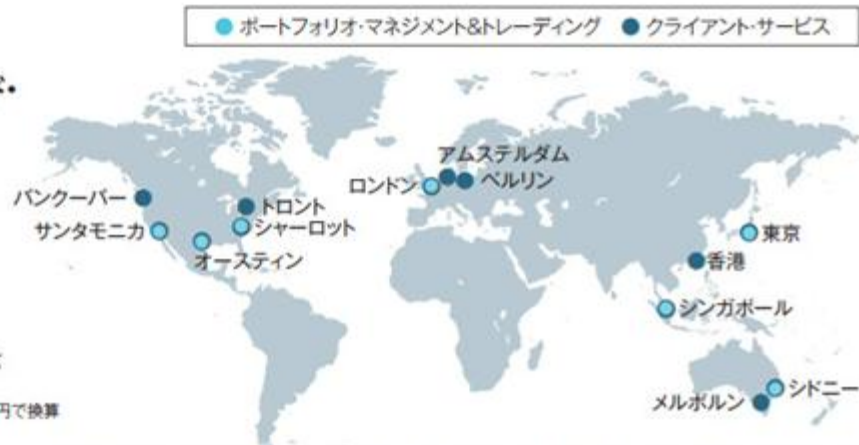 ポートフォリオ・マネジメント&トレーディング クライアント・サービス
アムステルダム
ロンドン
ベルリン
バンクーバー
トロント
サンタモニカ
シャーロット
オースティン
東京
香港
シンガポール
シドニー
メルボルン
円で換算